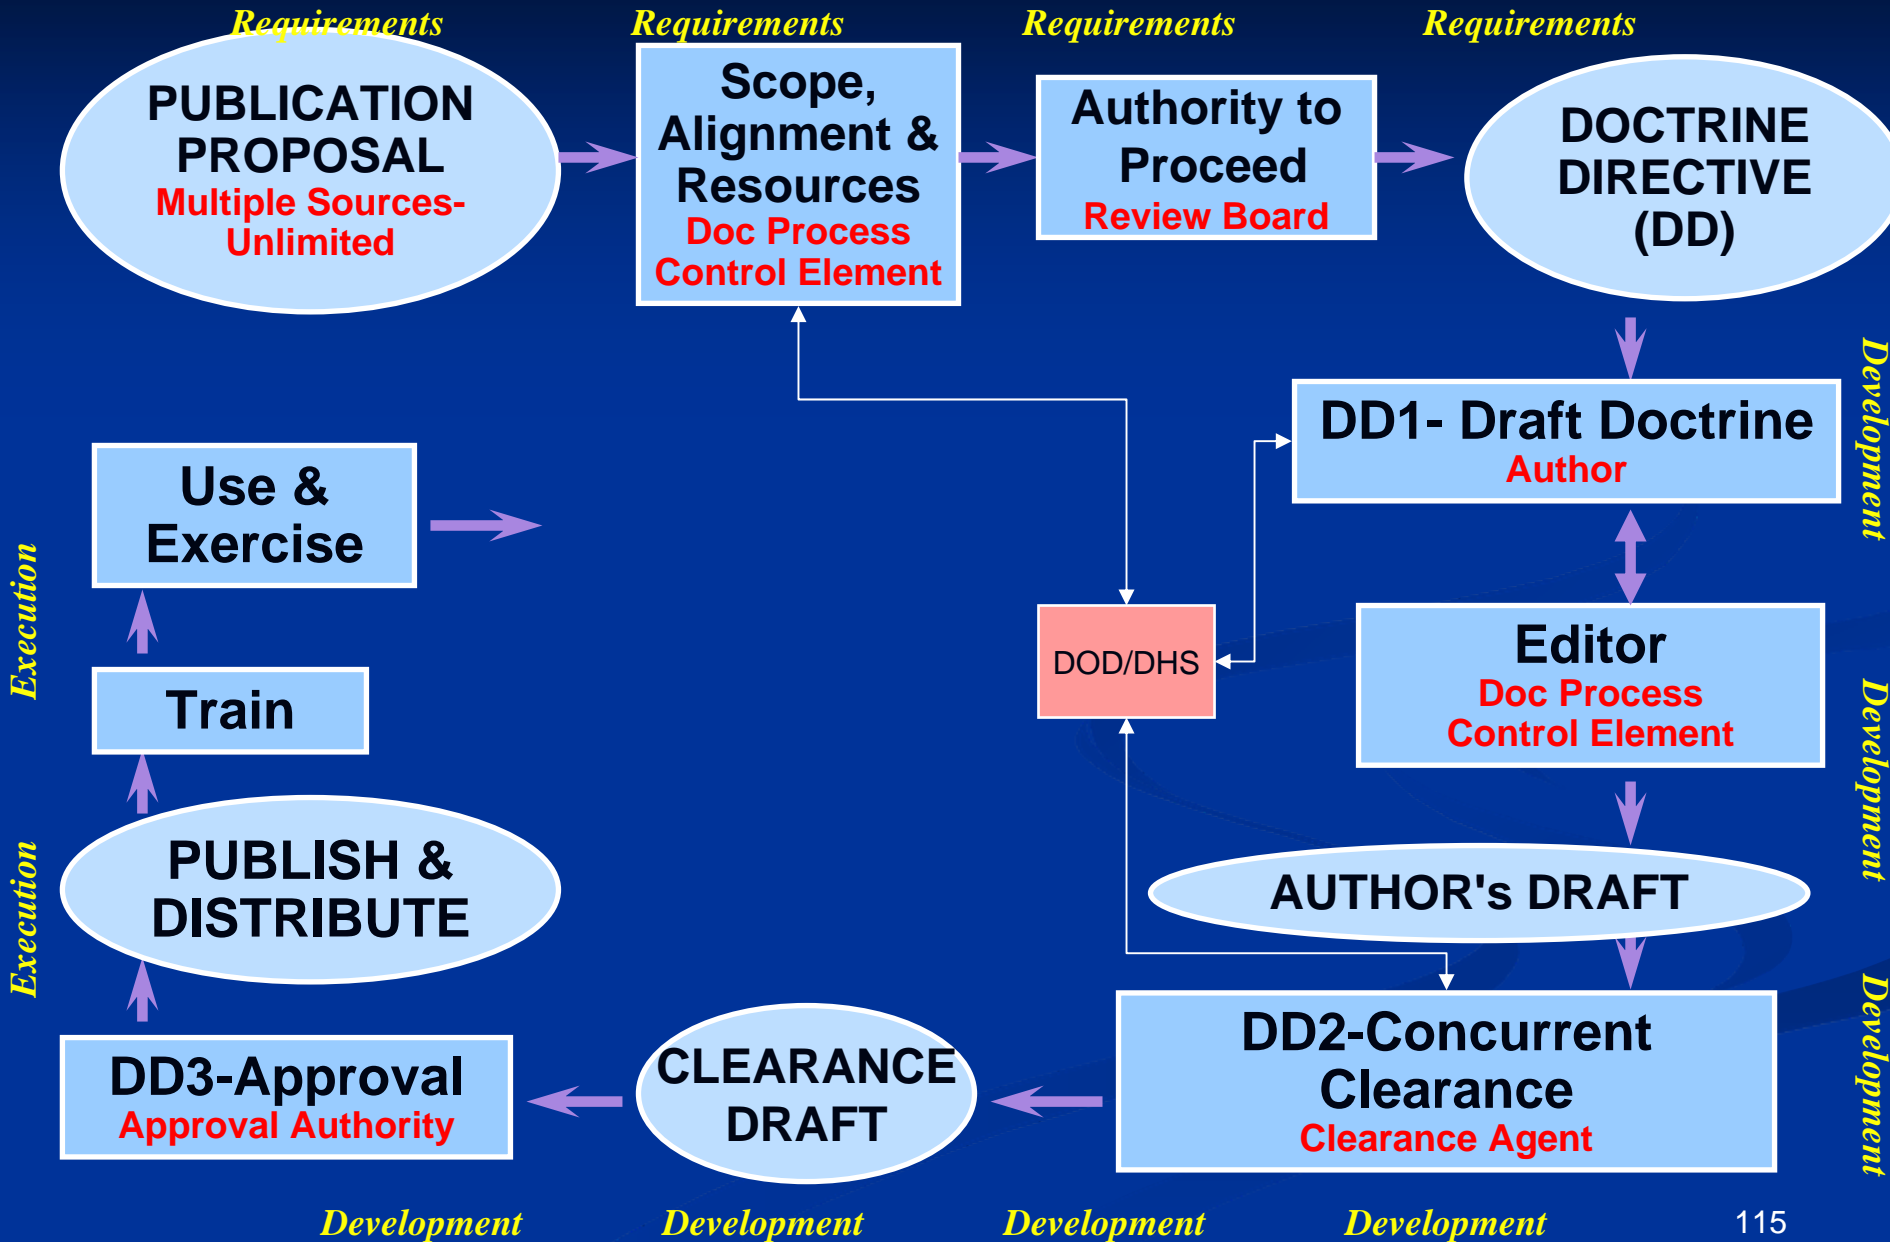 Requirements
Requirements
Requirements
Requirements
PUBLICATION
PROPOSAL
Multiple Sources-
Unlimited
Scope,
Alignment &
Resources
Doc Process
Control Element
Authority to
Proceed
Review Board
DOCTRINE
DIRECTIVE
(DD)
Development
DD1- Draft Doctrine
Author
Use &
Exercise
Execution
DOD/DHS
Editor
Doc Process
Control Element
Development
Train
PUBLISH &
DISTRIBUTE
Execution
AUTHOR's DRAFT
DD2-Concurrent
Clearance
Clearance Agent
Development
CLEARANCE
DRAFT
DD3-Approval
Approval Authority
Development
Development
Development
Development
115